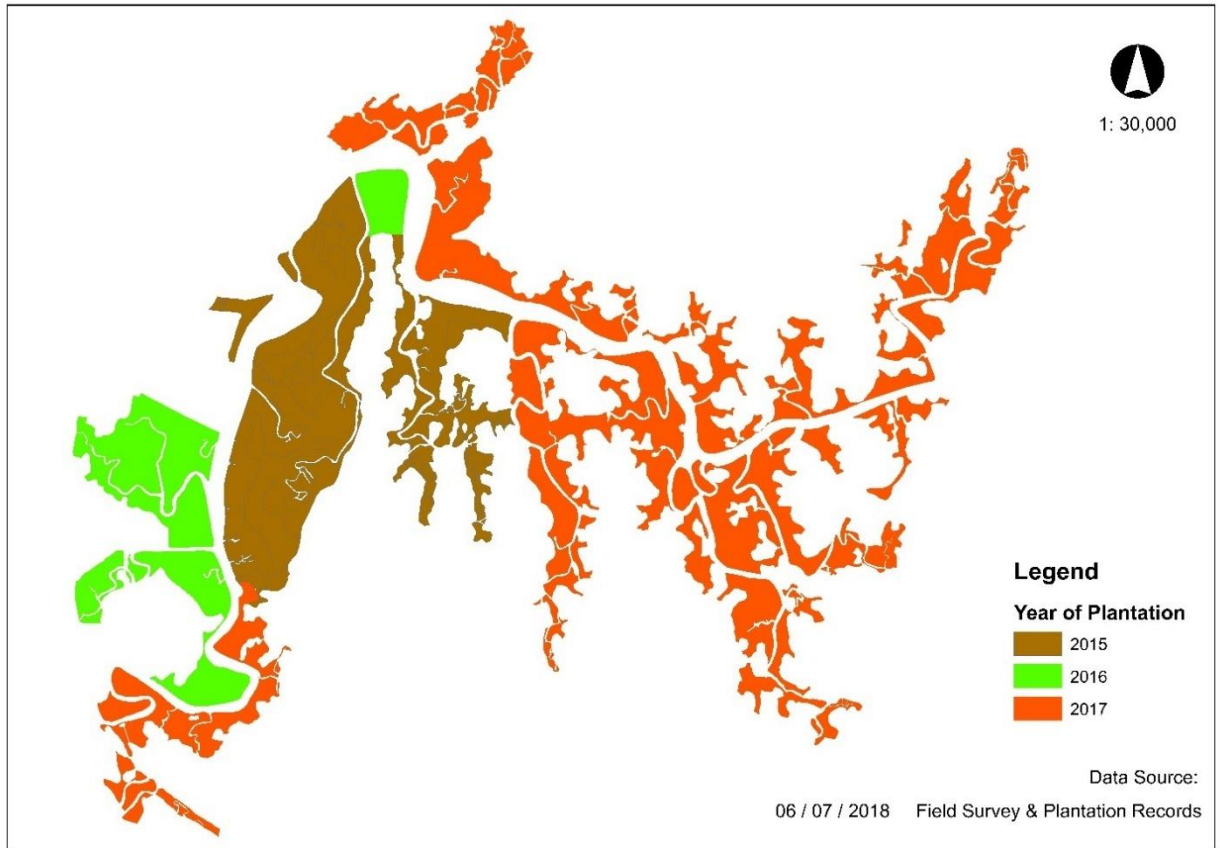 1: 30,000
Legend
Year of Plantation
2015
2016
2017
Data Source:
06 / 07 / 2018 Field Survey & Plantation Records